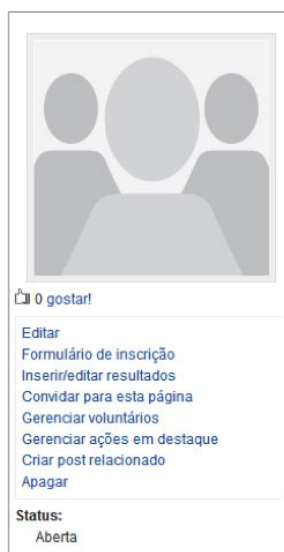 0 gostar!
Editar
Formulário de inscrição
Inserir/editar resultados
Convidar para esta página
Gerenciar voluntários
Gerenciar ações em destaque
Criar post relacionado
Apagar
Status:
Aberta